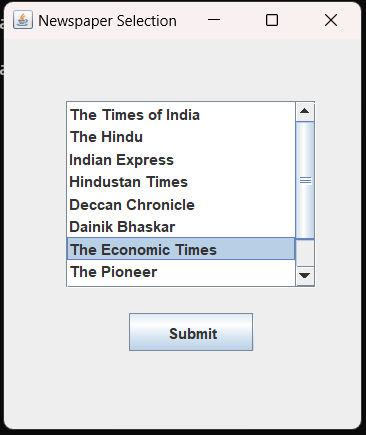 Newspaper Selection
The Times of India
The Hindu
Indian Express
Hindustan Times
Deccan Chronicle
Dainik Bhaskar
The Economic Times
The Pioneer
Submit